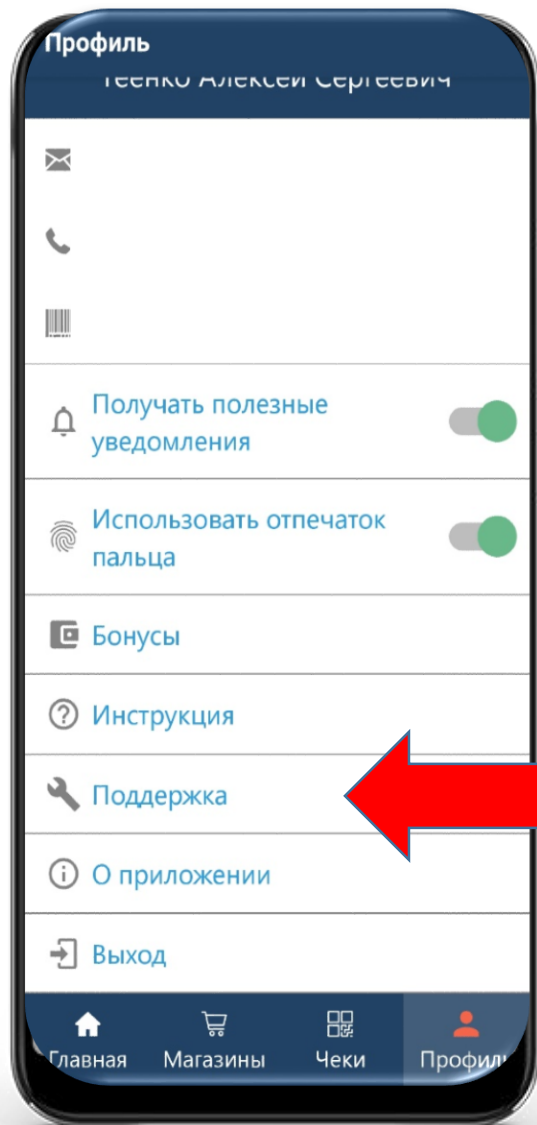 Профиль
Алексей Сергеевич
Получать полезные
уведомления
Использовать отпечаток
пальца
Бонусы
Инструкция
Поддержка
О приложении
Выход
Главная Магазины Чеки Профиль